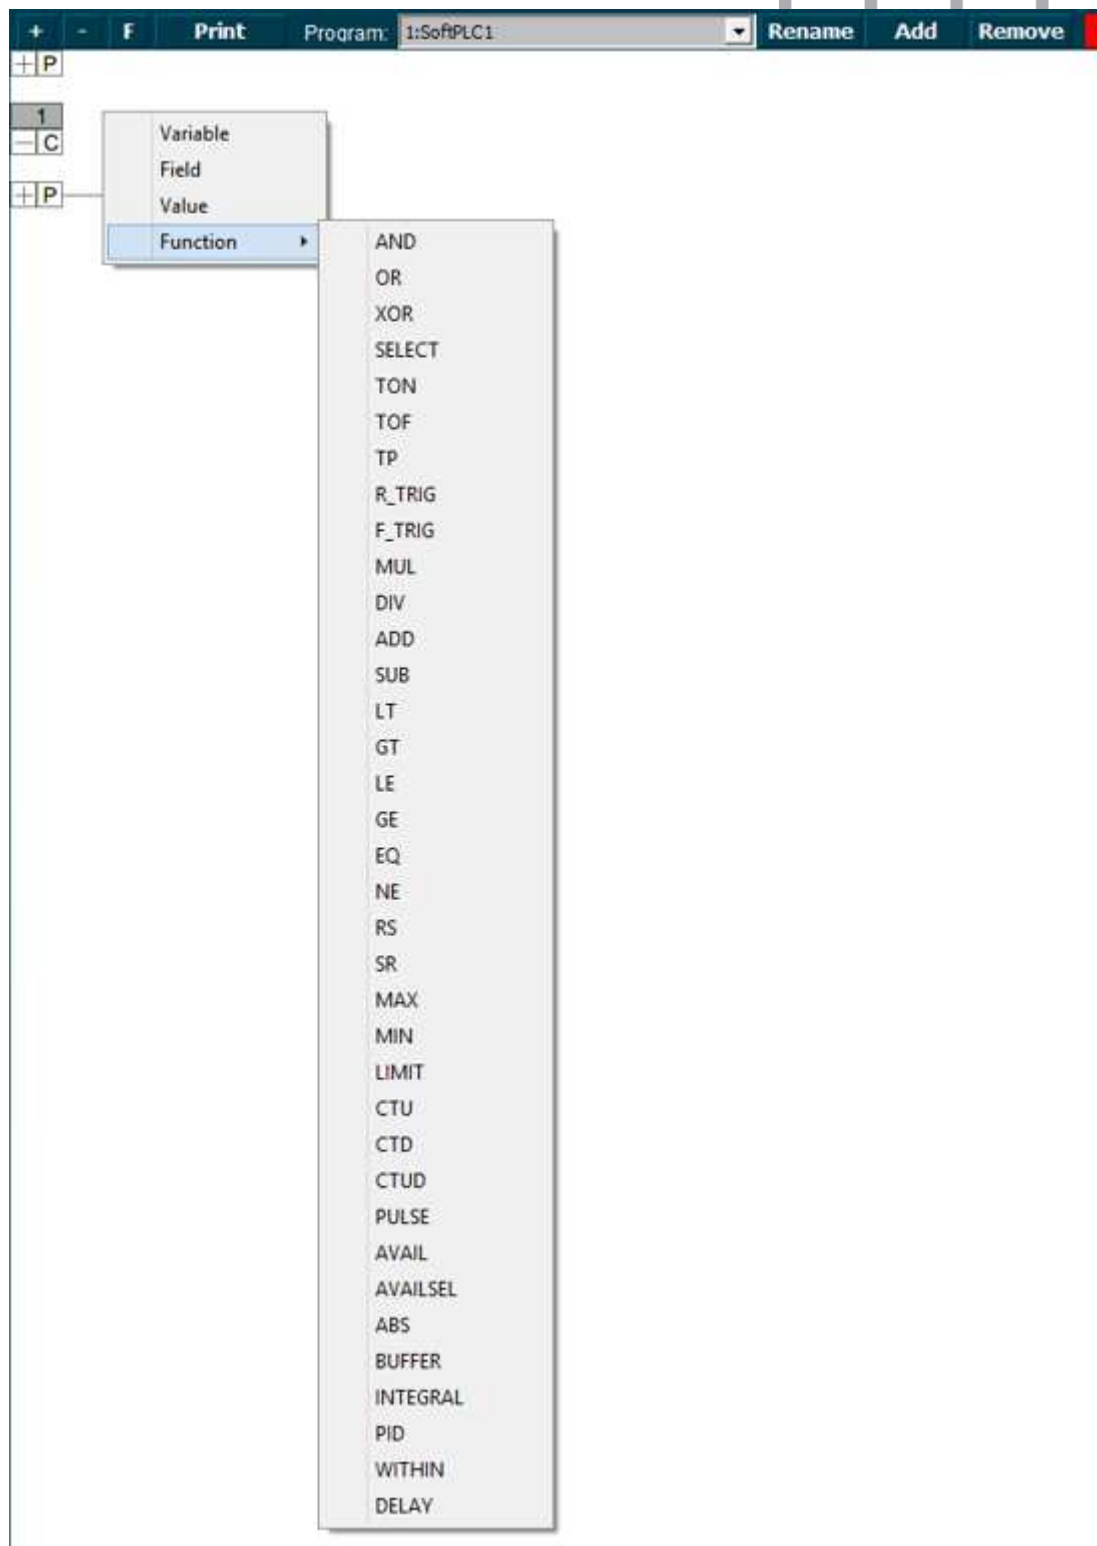 + - F Print Program: 1:SoftPLC1 Rename Add Remove
+ P
1
- C
+ P
Variable
Field
Value
Function
AND
OR
XOR
SELECT
TON
TOF
TP
R_TRIG
F_TRIG
MUL
DIV
ADD
SUB
LT
GT
LE
GE
EQ
NE
RS
SR
MAX
MIN
LIMIT
CTU
CTD
CTUD
PULSE
AVAIL
AVAILSEL
ABS
BUFFER
INTEGRAL
PID
WITHIN
DELAY